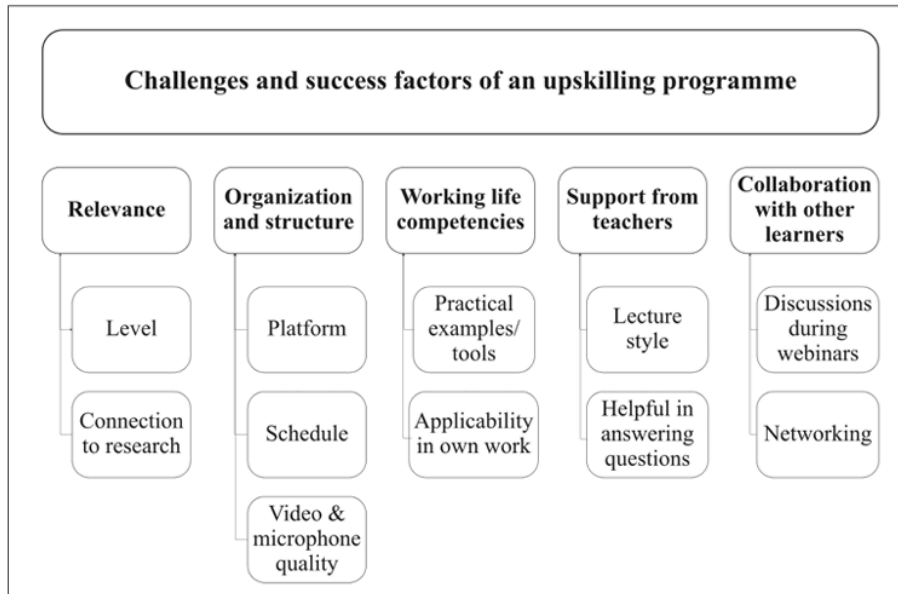 Challenges and success factors of an upskilling programme
Relevance
Level
Connection
to research
Organization
and structure
Platform
Schedule
Video &
microphone
quality
Working life
competencies
Practical
examples/
tools
Applicability
in own work
Support from
teachers
Lecture
style
Helpful in
answering
questions
Collaboration
with other
learners
Discussions
during
webinars
Networking